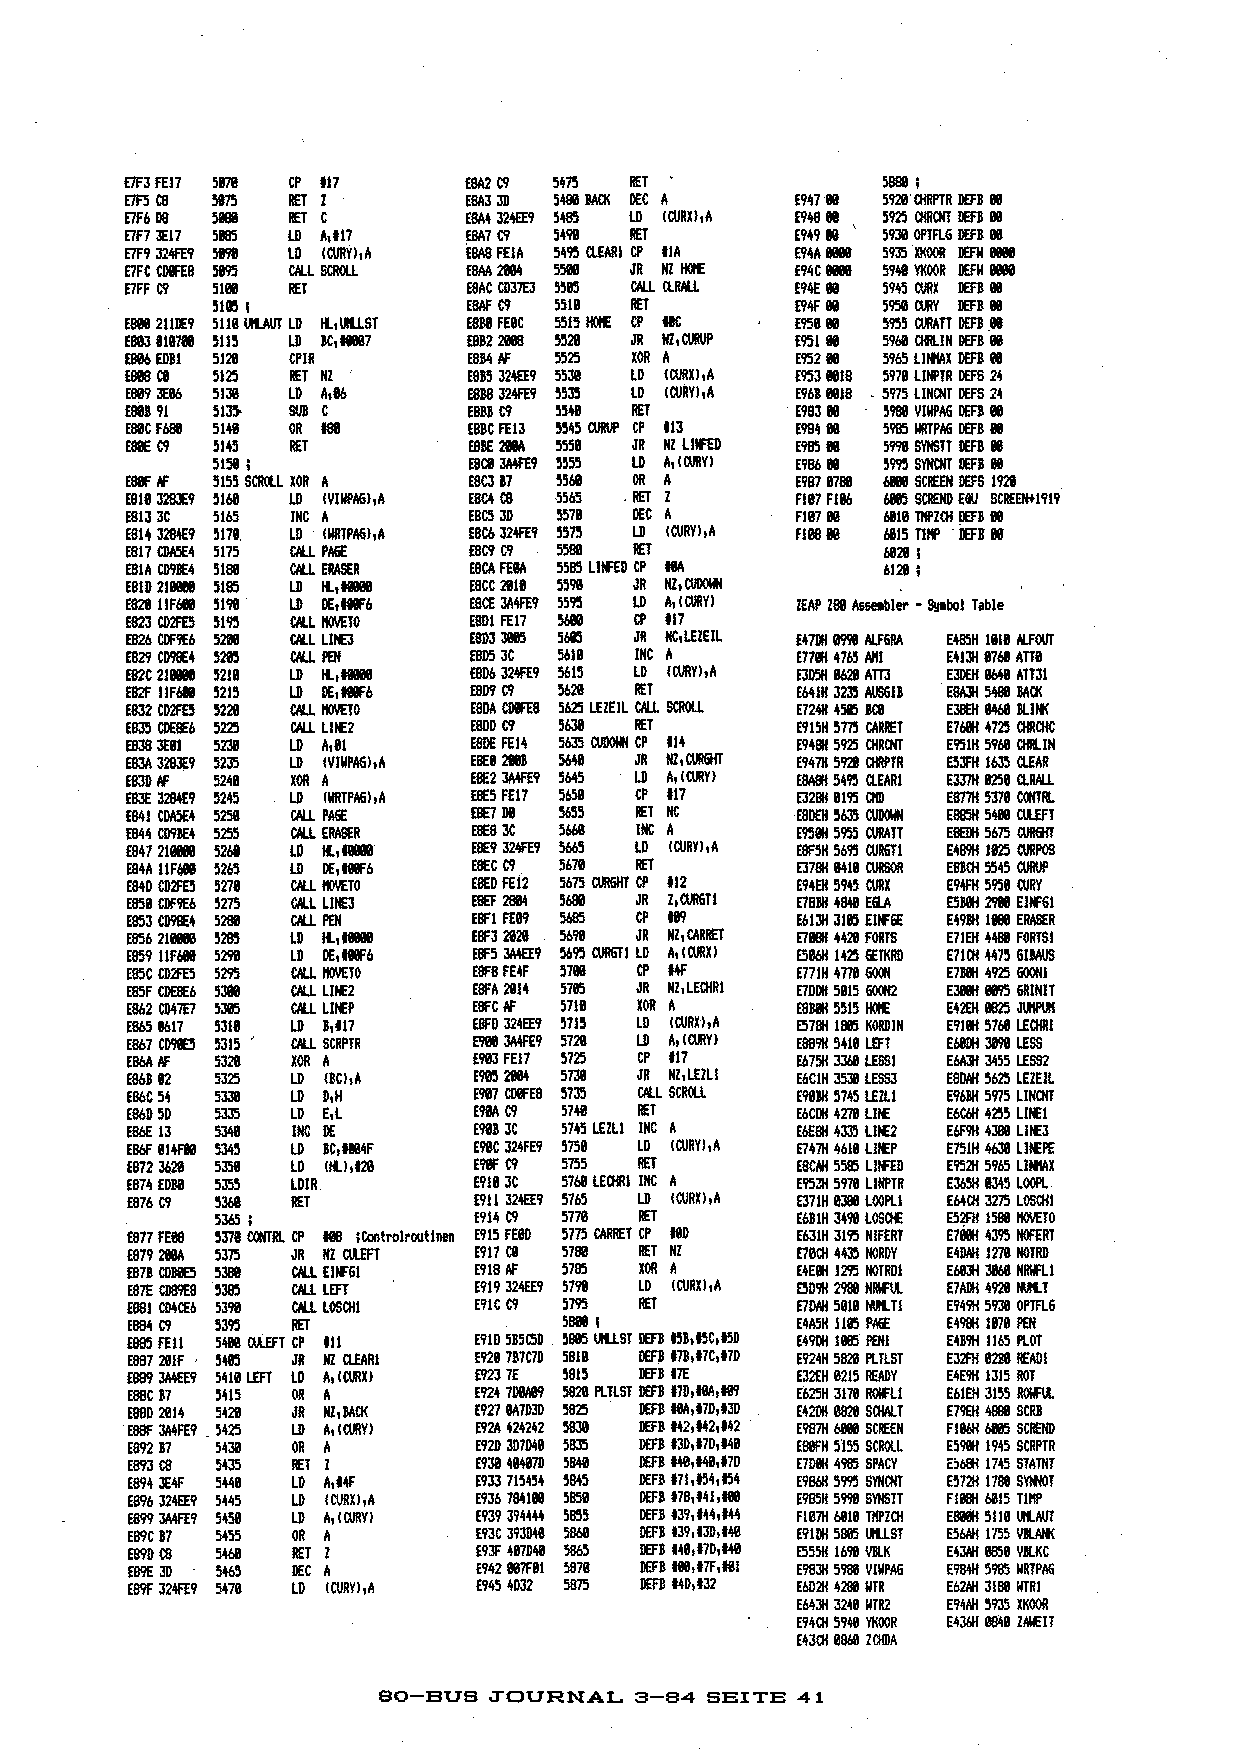 E7F3 FE17 5070 CP #17
E7F5 C8 5075 RET Z
E7F6 D8 5080 RET C
E7F7 3E17 5085 LD A,#17
E7F9 324FE9 5090 LD (CURY),A
E7FC CD0FE8 5095 CALL SCROLL
E7FF C9 5100 RET
5105 ;
E800 211DE9 5110 UMLAUT LD HL,UMLLST
E803 010700 5115 LD BC,#0007
E806 EDB1 5120 CPIR
E808 C0 5125 RET NZ
E809 3E06 5130 LD A,06
E80B 91 5135 SUB C
E80C F680 5140 OR #80
E80E C9 5145 RET
5150 ;
E80F AF 5155 SCROLL XOR A
E810 3283E9 5160 LD (VIWPAG),A
E813 3C 5165 INC A
E814 3284E9 5170 LD (WRTPAG),A
E817 CDA5E4 5175 CALL PAGE
E81A CD9BE4 5180 CALL ERASER
E81D 210000 5185 LD HL,#0000
E820 11F600 5190 LD DE,#00F6
E823 CD2FE5 5195 CALL MOVETO
E826 CDF9E6 5200 CALL LINE3
E829 CD98E4 5205 CALL PEN
E82C 210000 5210 LD HL,#0000
E82F 11F600 5215 LD DE,#00F6
E832 CD2FE5 5220 CALL MOVETO
E835 CDE8E6 5225 CALL LINE2
E838 3E01 5230 LD A,01
E83A 3283E9 5235 LD (VIWPAG),A
E83D AF 5240 XOR A
E83E 3284E9 5245 LD (WRTPAG),A
E841 CDA5E4 5250 CALL PAGE
E844 CD9BE4 5255 CALL ERASER
E847 210000 5260 LD HL,#0000
E84A 11F600 5265 LD DE,#00F6
E84D CD2FE5 5270 CALL MOVETO
E850 CDF9E6 5275 CALL LINE3
E853 CD98E4 5280 CALL PEN
E856 210000 5285 LD HL,#0000
E859 11F600 5290 LD DE,#00F6
E85C CD2FE5 5295 CALL MOVETO
E85F CDE8E6 5300 CALL LINE2
E862 CD47E7 5305 CALL LINEP
E865 0617 5310 LD B,#17
E867 CD90E5 5315 CALL SCRPTR
E86A AF 5320 XOR A
E86B 02 5325 LD (BC),A
E86C 54 5330 LD D,H
E86D 5D 5335 LD E,L
E86E 13 5340 INC DE
E86F 014F00 5345 LD BC,#004F
E872 3620 5350 LD (HL),#20
E874 EDB0 5355 LDIR
E876 C9 5360 RET
5365 ;
E877 FE08 5370 CONTRL CP #08 ;Controlroutinen
E879 200A 5375 JR NZ CULEFT
E87B CDB0E5 5380 CALL EINFG1
E87E CD89E8 5385 CALL LEFT
E881 CD4CE6 5390 CALL LOSCH1
E884 C9 5395 RET
E885 FE11 5400 CULEFT CP #11
E887 201F 5405 JR NZ CLEAR1
E889 3A4EE9 5410 LEFT LD A,(CURX)
E88C B7 5415 OR A
E88D 2014 5420 JR NZ,BACK
E88F 3A4FE9 5425 LD A,(CURY)
E892 B7 5430 OR A
E893 C8 5435 RET Z
E894 3E4F 5440 LD A,#4F
E896 324EE9 5445 LD (CURX),A
E899 3A4FE9 5450 LD A,(CURY)
E89C B7 5455 OR A
E89D C8 5460 RET Z
E89E 3D 5465 DEC A
E89F 324FE9 5470 LD (CURY),A
E8A2 C9 5475 RET
E8A3 3D 5480 BACK DEC A
E8A4 324EE9 5485 LD (CURX),A
E8A7 C9 5490 RET
E8A8 FE1A 5495 CLEAR1 CP #1A
E8AA 2004 5500 JR NZ HOME
E8AC CD37E3 5505 CALL CLRALL
E8AF C9 5510 RET
E8B0 FE0C 5515 HOME CP #0C
E8B2 2008 5520 JR NZ,CURUP
E8B4 AF 5525 XOR A
E8B5 324EE9 5530 LD (CURX),A
E8B8 324FE9 5535 LD (CURY),A
E8BB C9 5540 RET
E8BC FE13 5545 CURUP CP #13
E8BE 200A 5550 JR NZ LINFED
E8C0 3A4FE9 5555 LD A,(CURY)
E8C3 B7 5560 OR A
E8C4 C8 5565 RET Z
E8C5 3D 5570 DEC A
E8C6 324FE9 5575 LD (CURY),A
E8C9 C9 5580 RET
E8CA FE0A 5585 LINFED CP #0A
E8CC 2010 5590 JR NZ,CUDOWN
E8CE 3A4FE9 5595 LD A,(CURY)
E8D1 FE17 5600 CP #17
E8D3 3005 5605 JR NC,LEZEIL
E8D5 3C 5610 INC A
E8D6 324FE9 5615 LD (CURY),A
E8D9 C9 5620 RET
E8DA CD0FE8 5625 LEZEIL CALL SCROLL
E8DD C9 5630 RET
E8DE FE14 5635 CUDOWN CP #14
E8E0 200B 5640 JR NZ,CURGHT
E8E2 3A4FE9 5645 LD A,(CURY)
E8E5 FE17 5650 CP #17
E8E7 D0 5655 RET NC
E8E8 3C 5660 INC A
E8E9 324FE9 5665 LD (CURY),A
E8EC C9 5670 RET
E8ED FE12 5675 CURGHT CP #12
E8EF 2804 5680 JR Z,CURGT1
E8F1 FE09 5685 CP #09
E8F3 2020 5690 JR NZ,CARRET
E8F5 3A4EE9 5695 CURGT1 LD A,(CURX)
E8F8 FE4F 5700 CP #4F
E8FA 2014 5705 JR NZ,LECHR1
E8FC AF 5710 XOR A
E8FD 324EE9 5715 LD (CURX),A
E900 3A4FE9 5720 LD A,(CURY)
E903 FE17 5725 CP #17
E905 2004 5730 JR NZ,LEZL1
E907 CD0FE8 5735 CALL SCROLL
E90A C9 5740 RET
E90B 3C 5745 LEZL1 INC A
E90C 324FE9 5750 LD (CURY),A
E90F C9 5755 RET
E910 3C 5760 LECHR1 INC A
E911 324EE9 5765 LD (CURX),A
E914 C9 5770 RET
E915 FE0D 5775 CARRET CP #0D
E917 C0 5780 RET NZ
E918 AF 5785 XOR A
E919 324EE9 5790 LD (CURX),A
E91C C9 5795 RET
5800 ;
E91D 5B5C5D 5805 UMLLST DEFB #5B,#5C,#5D
E920 7B7C7D 5810 DEFB #7B,#7C,#7D
E923 7E 5815 DEFB #7E
E924 7D0A09 5820 PLTLST DEFB #7D,#0A,#09
E927 0A7D3D 5825 DEFB #0A,#7D,#3D
E92A 424242 5830 DEFB #42,#42,#42
E92D 3D7D40 5835 DEFB #3D,#7D,#40
E930 40407D 5840 DEFB #40,#40,#7D
E933 715454 5845 DEFB #71,#54,#54
E936 784100 5850 DEFB #78,#41,#00
E939 394444 5855 DEFB #39,#44,#44
E93C 393D40 5860 DEFB #39,#3D,#40
E93F 407D40 5865 DEFB #40,#7D,#40
E942 007F01 5870 DEFB #00,#7F,#01
E945 4D32 5875 DEFB #4D,#32
5880 ;
E947 00 5920 CHRPTR DEFB 00
E948 00 5925 CHRCNT DEFB 00
E949 00 5930 OPTFLG DEFB 00
E94A 0000 5935 XKOOR DEFW 0000
E94C 0000 5940 YKOOR DEFW 0000
E94E 00 5945 CURX DEFB 00
E94F 00 5950 CURY DEFB 00
E950 00 5955 CURATT DEFB 00
E951 00 5960 CHRLIN DEFB 00
E952 00 5965 LINMAX DEFB 00
E953 0018 5970 LINPTR DEFS 24
E96B 0018 5975 LINCNT DEFS 24
E983 00 5980 VIWPAG DEFB 00
E984 00 5985 WRTPAG DEFB 00
E985 00 5990 SYNSTT DEFB 00
E986 00 5995 SYNCNT DEFB 00
E987 0780 6000 SCREEN DEFS 1920
F107 F106 6005 SCREND EQU SCREEN+1919
F107 00 6010 TMPZCH DEFB 00
F108 00 6015 TIMP DEFB 00
6020 ;
6120 ;
ZEAP Z80 Assembler - Symbol Table
E47DH 0990 ALFGRA E485H 1010 ALFOUT
E770H 4765 AM1 E413H 0760 ATT0
E3D5H 0620 ATT3 E3DEH 0640 ATT31
E641H 3235 AUSGIB E8A3H 5480 BACK
E724H 4505 BC0 E38EH 0460 BLINK
E915H 5775 CARRET E760H 4725 CHRCHC
E948H 5925 CHRCNT E951H 5960 CHRLIN
E947H 5920 CHRPTR E53FH 1635 CLEAR
E8A8H 5495 CLEAR1 E337H 0250 CLRALL
E328H 0195 CMD E877H 5370 CONTRL
E8DEH 5635 CUDOWN E885H 5400 CULEFT
E950H 5955 CURATT E8EDH 5675 CURGHT
E8F5H 5695 CURGT1 E489H 1025 CURPOS
E378H 0410 CURSOR E8BCH 5545 CURUP
E94EH 5945 CURX E94FH 5950 CURY
E78BH 4840 EGLA E5B0H 2900 EINFG1
E613H 3105 EINFGE E49BH 1080 ERASER
E708H 4420 FORTS E71EH 4480 FORTS1
E506H 1425 GETKRD E71CH 4475 GIBAUS
E771H 4770 GOON E7B0H 4925 GOON1
E7DDH 5015 GOON2 E300H 0095 GRINIT
E8B0H 5515 HOME E42EH 0825 JUMPUM
E578H 1805 KORDIN E910H 5760 LECHR1
E889H 5410 LEFT E60DH 3090 LESS
E675H 3360 LESS1 E6A3H 3455 LESS2
E6C1H 3530 LESS3 E8DAH 5625 LEZEIL
E90BH 5745 LEZL1 E96BH 5975 LINCNT
E6CDH 4270 LINE E6C6H 4255 LINE1
E6E8H 4335 LINE2 E6F9H 4380 LINE3
E747H 4610 LINEP E751H 4630 LINEPE
E8CAH 5585 LINFED E952H 5965 LINMAX
E953H 5970 LINPTR E365H 0345 LOOPL
E371H 0380 LOOPL1 E64CH 3275 LOSCH1
E6B1H 3490 LOSCHE E52FH 1580 MOVETO
E631H 3195 NIFERT E700H 4395 NOFERT
E70CH 4435 NORDY E4DAH 1270 NOTRD
E4E0H 1295 NOTRD1 E603H 3060 NRWFL1
E5D9H 2980 NRWFUL E7ADH 4920 NUMLT
E7DAH 5010 NUMLT1 E949H 5930 OPTFLG
E4A5H 1105 PAGE E498H 1070 PEN
E49DH 1085 PEN1 E4B9H 1165 PLOT
E924H 5820 PLTLST E32FH 0280 READ1
E32EH 0215 READY E4E9H 1315 ROT
E625H 3170 ROWFL1 E61EH 3155 ROWFUL
E42DH 0820 SCHALT E79EH 4880 SCRB
E987H 6000 SCREEN F106H 6005 SCREND
E80FH 5155 SCROLL E590H 1945 SCRPTR
E7D0H 4985 SPACY E568H 1745 STATNT
E986H 5995 SYNCNT E572H 1780 SYNNOT
E985H 5990 SYNSTT F108H 6015 TIMP
F107H 6010 TMPZCH E800H 5110 UMLAUT
E91DH 5805 UMLLST E56AH 1755 VBLANK
E555H 1690 VBLK E43AH 0850 VBLKC
E983H 5980 VIWPAG E984H 5985 WRTPAG
E6D2H 4280 WTR E62AH 3180 WTR1
E643H 3240 WTR2 E94AH 5935 XKOOR
E94CH 5940 YKOOR E436H 0840 ZAWEIT
E43CH 0860 ZCHDA
80-BUS JOURNAL 3-84 SEITE 41